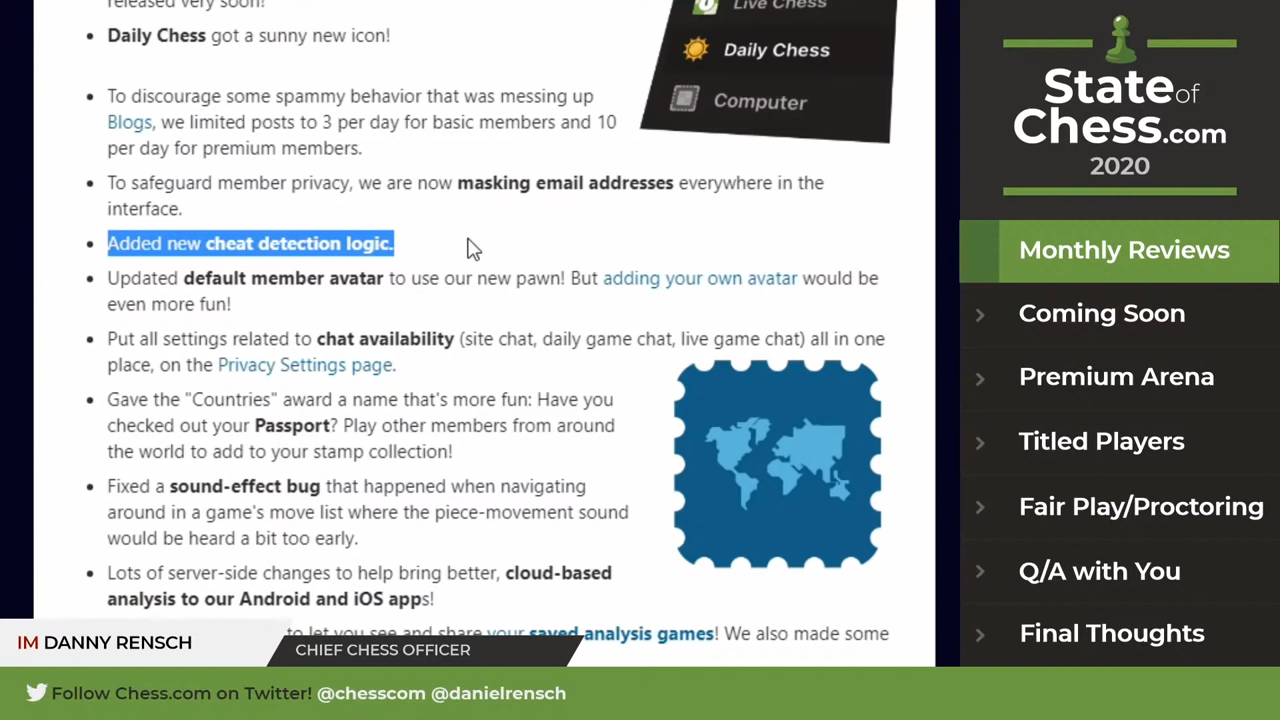 released very soon!
Daily Chess got a sunny new icon!
Live Chess
Daily Chess
Computer
To discourage some spammy behavior that was messing up
Blogs, we limited posts to 3 per day for basic members and 10
per day for premium members.
To safeguard member privacy, we are now masking email addresses everywhere in the
interface.
Added new cheat detection logic.
Updated default member avatar to use our new pawn! But adding your own avatar would be
even more fun!
Put all settings related to chat availability (site chat, daily game chat, live game chat) all in one
place, on the Privacy Settings page.
Gave the "Countries" award a name that's more fun: Have you
checked out your Passport? Play other members from around
the world to add to your stamp collection!
Fixed a sound-effect bug that happened when navigating
around in a game's move list where the piece-movement sound
would be heard a bit too early.
Lots of server-side changes to help bring better, cloud-based
analysis to our Android and iOS apps!
to let you see and share your saved analysis games! We also made some
IM DANNY RENSCH
CHIEF CHESS OFFICER
Follow Chess.com on Twitter! @chesscom @danielrensch
State of
Chess.com
2020
Monthly Reviews
Coming Soon
Premium Arena
Titled Players
Fair Play/Proctoring
Q/A with You
Final Thoughts